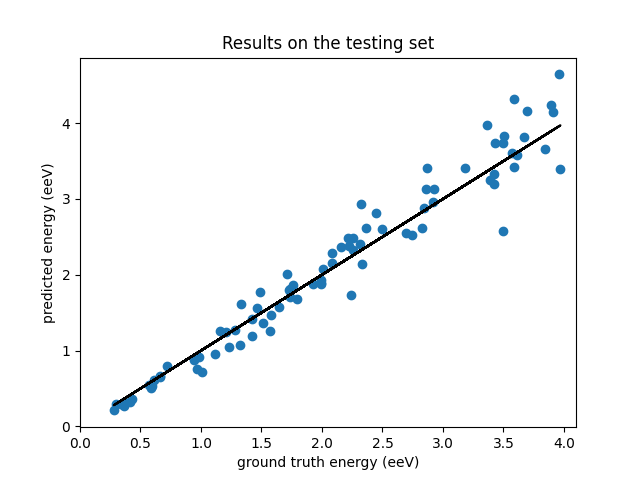 Results on the testing set
predicted energy (eeV)
4
3
2
1
0
0.0 0.5 1.0 1.5 2.0 2.5 3.0 3.5 4.0
ground truth energy (eeV)